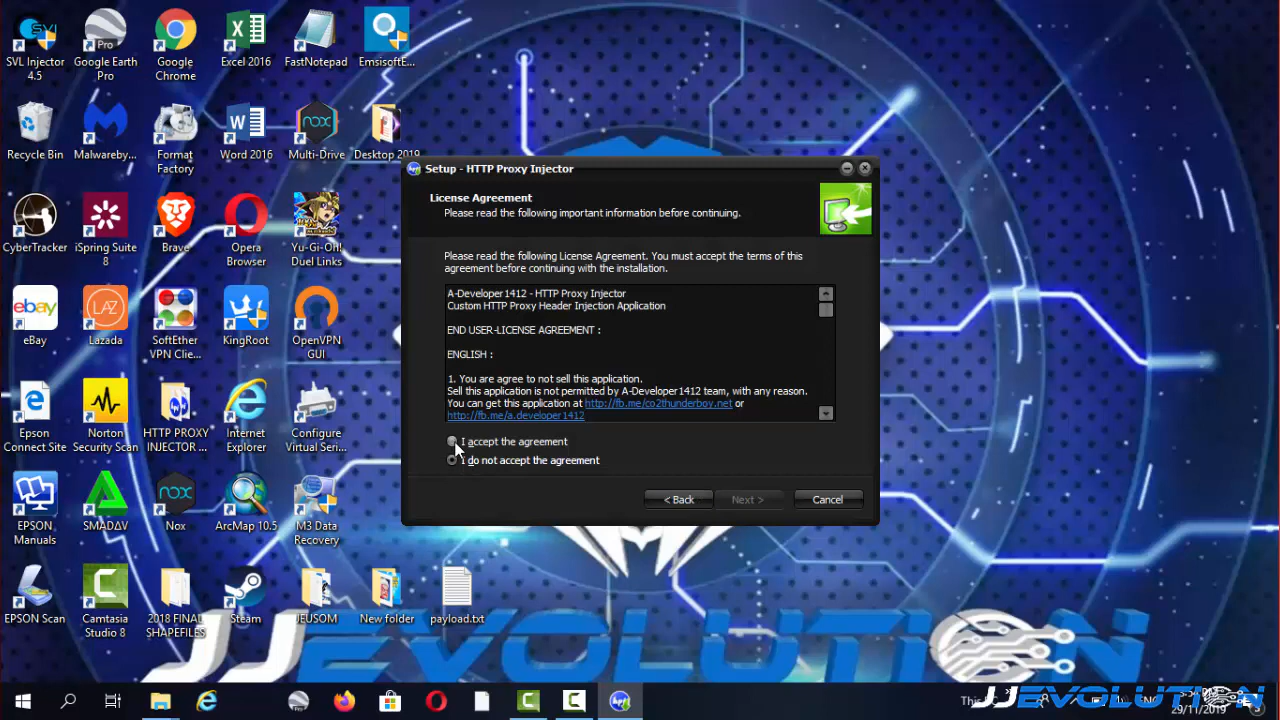 SVL Injector
4.5
Google Earth
Pro
Google
Chrome
Excel 2016
FastNotepad
EmsisoftE...
Recycle Bin
Malwareby...
Format
Factory
Word 2016
Multi-Drive
Desktop 2019
CyberTracker
iSpring Suite
8
Brave
Opera
Browser
Yu-Gi-Oh!
Duel Links
eBay
Lazada
SoftEther
VPN Clie...
KingRoot
OpenVPN
GUI
Epson
Connect Site
Norton
Security Scan
HTTP PROXY
INJECTOR ...
Internet
Explorer
Configure
Virtual Seri...
EPSON
Manuals
SMADΔV
Nox
ArcMap 10.5
M3 Data
Recovery
EPSON Scan
Camtasia
Studio 8
2018 FINAL
SHAPEFILES
Steam
JEUSOM
New folder
payload.txt
Setup - HTTP Proxy Injector
License Agreement
Please read the following important information before continuing.
Please read the following License Agreement. You must accept the terms of this
agreement before continuing with the installation.
A-Developer1412 - HTTP Proxy Injector
Custom HTTP Proxy Header Injection Application
END USER-LICENSE AGREEMENT :
ENGLISH :
1. You are agree to not sell this application.
Sell this application is not permitted by A-Developer1412 team, with any reason.
You can get this application at http://fb.me/co2thunderboy.net or
http://fb.me/a.developer1412
I accept the agreement
I do not accept the agreement
< Back
Next >
Cancel
JJEVOLUTION
JJEVOLUTION
29/11/2019